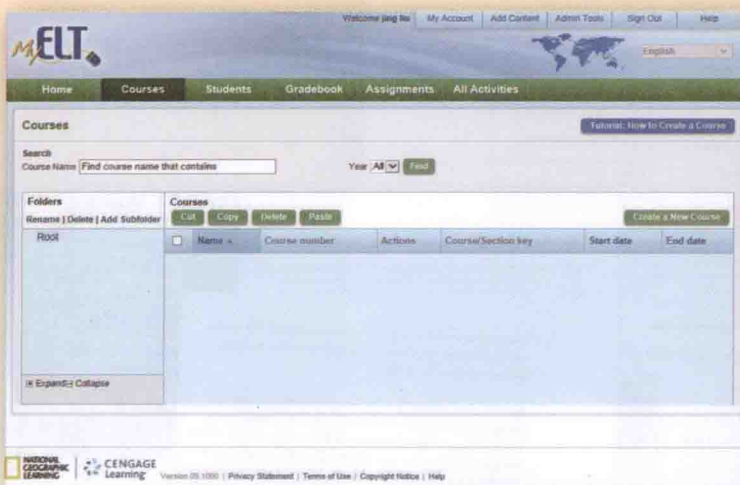 Welcome jing liu My Account Add Content Admin Tools Sign Out Help
myELT.
English
Home Courses Students Gradebook Assignments All Activities
Courses
Tutorial: How to Create a Course
Search
Course Name Find course name that contains Year All Find
Folders
Rename | Delete | Add Subfolder
Root
Expand Collapse
Courses
Cut Copy Delete Paste Create a New Course
Name Course number Actions Course/Section key Start date End date
NATIONAL GEOGRAPHIC LEARNING
CENGAGE Learning
Version 09.1000 | Privacy Statement | Terms of Use | Copyright Notice | Help